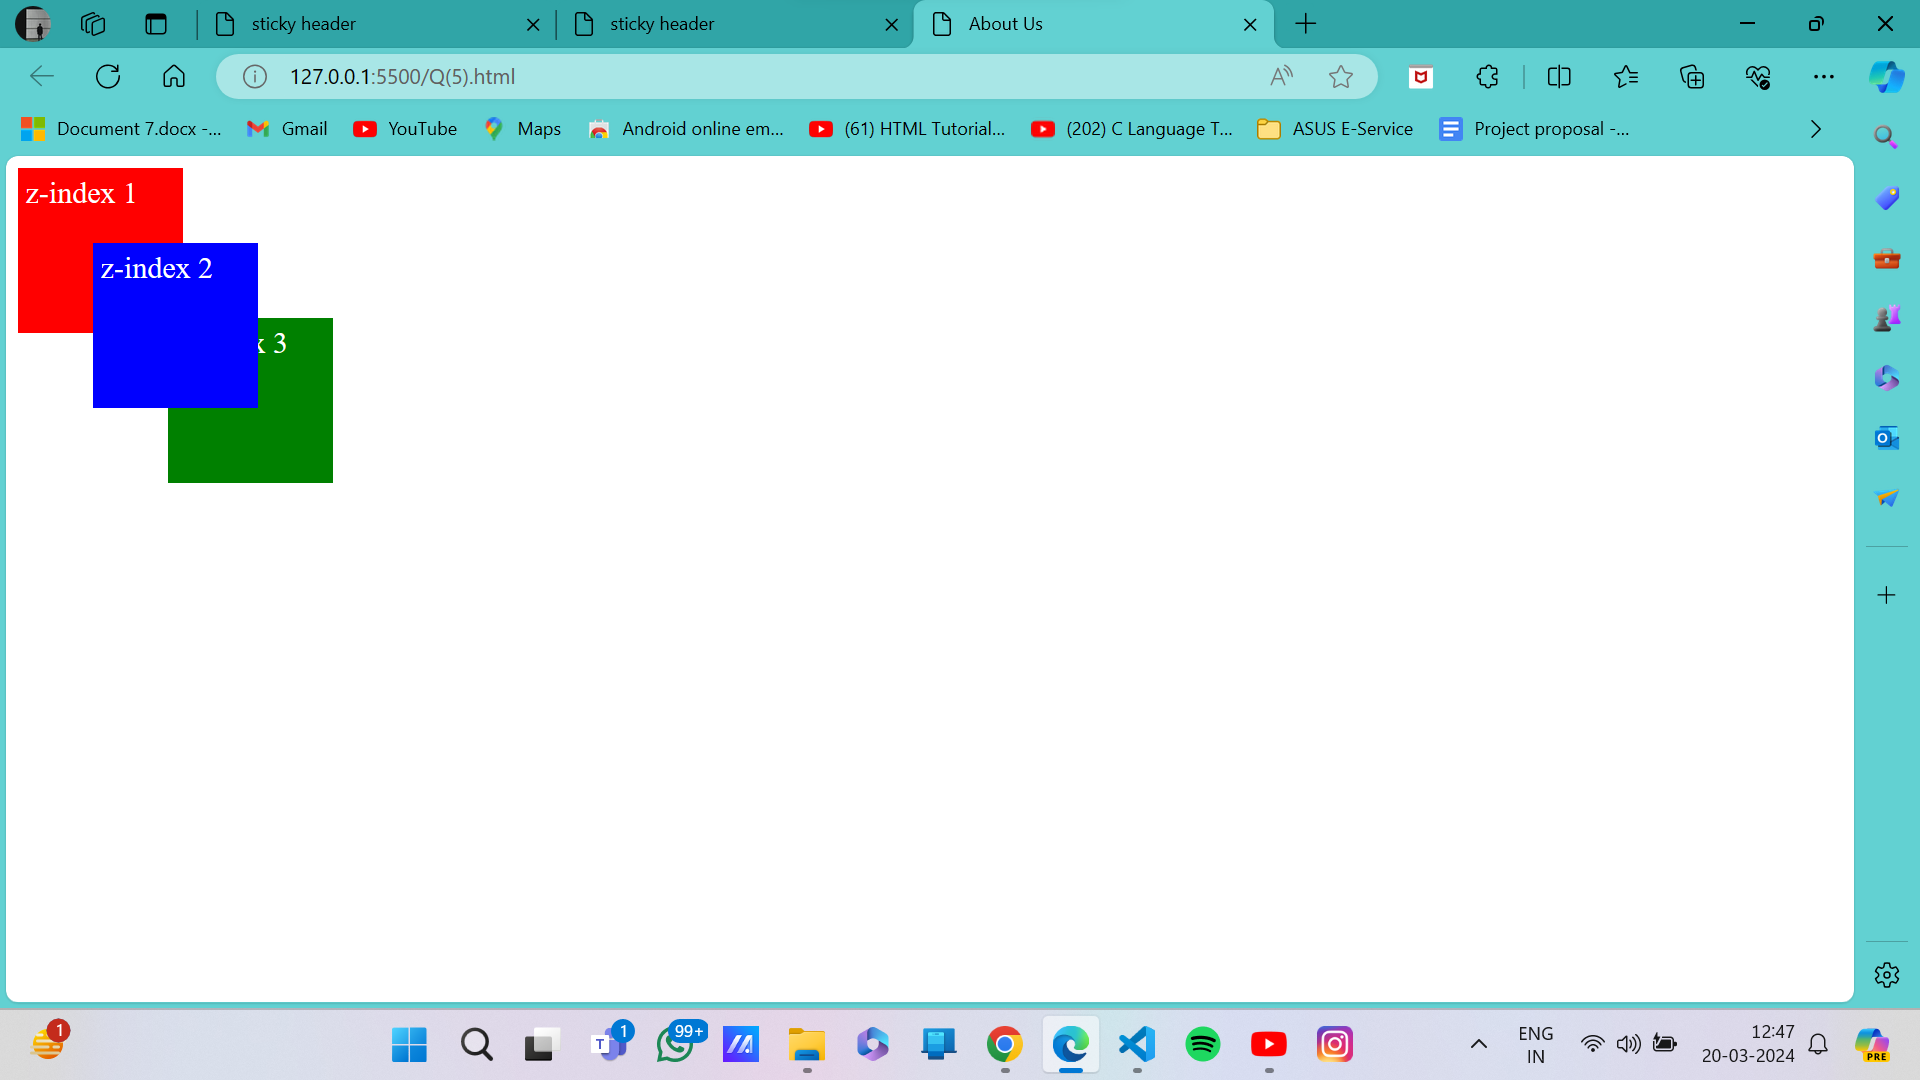 sticky header
sticky header
About Us
127.0.0.1:5500/Q(5).html
Document 7.docx -...
Gmail
YouTube
Maps
Android online em...
(61) HTML Tutorial...
(202) C Language T...
ASUS E-Service
Project proposal -...
z-index 1
z-index 2
x 3
1
T
1
99+
ENG
IN
12:47
20-03-2024
PRE